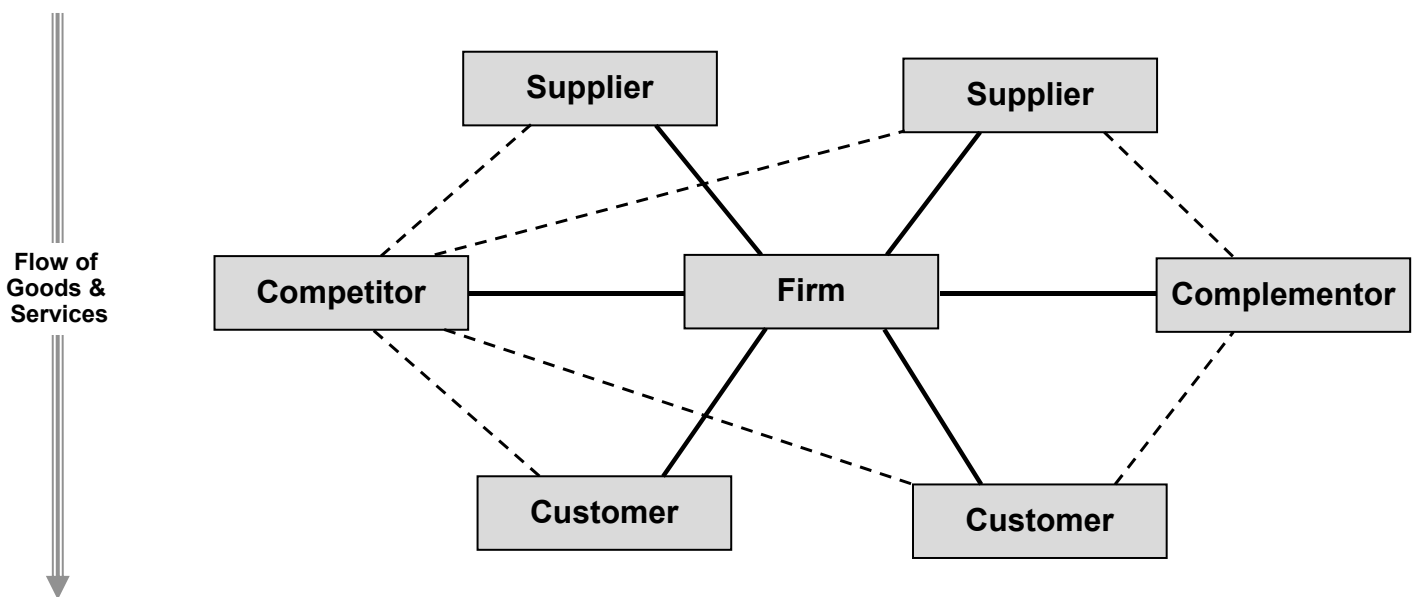 Supplier
Supplier
Flow of
Goods &
Services
Competitor
Firm
Complementor
Customer
Customer